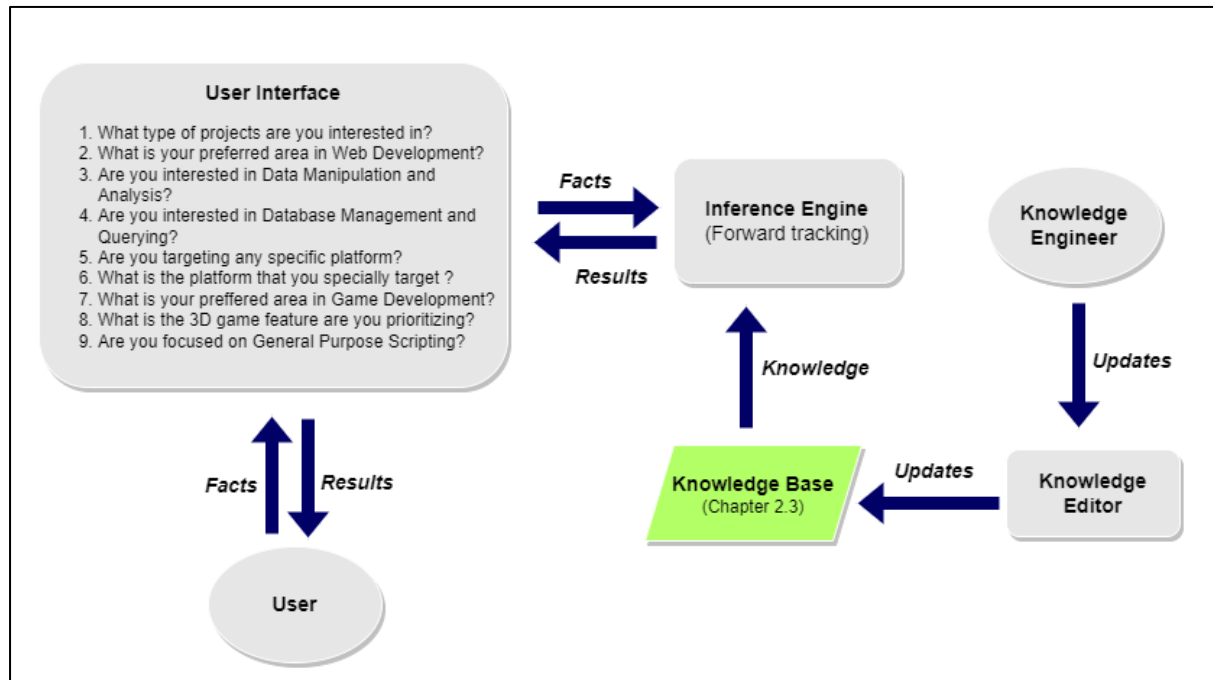 User Interface
1. What type of projects are you interested in?
2. What is your preferred area in Web Development?
3. Are you interested in Data Manipulation and
Analysis?
4. Are you interested in Database Management and
Querying?
5. Are you targeting any specific platform?
6. What is the platform that you specially target ?
7. What is your preffered area in Game Development?
8. What is the 3D game feature are you prioritizing?
9. Are you focused on General Purpose Scripting?
Facts
Results
Inference Engine
(Forward tracking)
Knowledge
Engineer
Knowledge
Updates
Facts
Results
Knowledge Base
(Chapter 2.3)
Updates
Knowledge
Editor
User